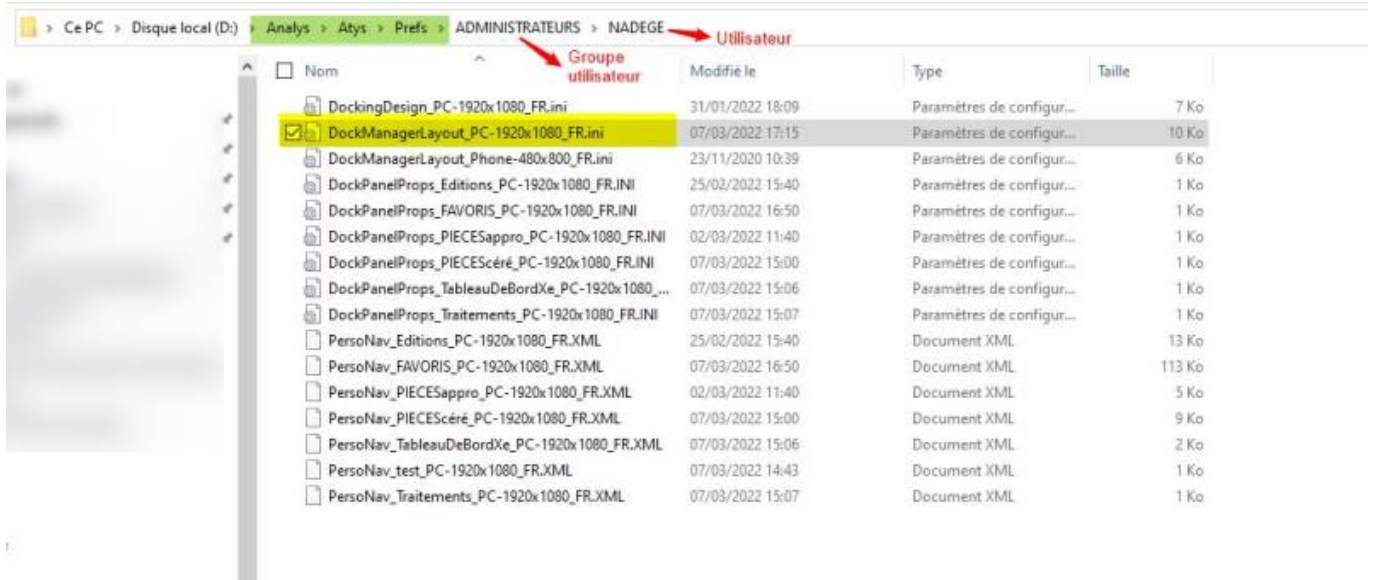 Ce PC > Disque local (D:) > Analys > Atys > Prefs > ADMINISTRATEURS > NADEGE
Utilisateur
Groupe
utilisateur
Nom Modifié le Type Taille
DockingDesign_PC-1920x1080_FR.ini 31/01/2022 18:09 Paramètres de configur... 7 Ko
DockManagerLayout_PC-1920x1080_FR.ini 07/03/2022 17:15 Paramètres de configur... 10 Ko
DockManagerLayout_Phone-480x800_FR.ini 23/11/2020 10:39 Paramètres de configur... 6 Ko
DockPanelProps_Editions_PC-1920x1080_FR.INI 25/02/2022 15:40 Paramètres de configur... 1 Ko
DockPanelProps_FAVORIS_PC-1920x1080_FR.INI 07/03/2022 16:50 Paramètres de configur... 1 Ko
DockPanelProps_PIECESappro_PC-1920x1080_FR.INI 02/03/2022 11:40 Paramètres de configur... 1 Ko
DockPanelProps_PIECEScéré_PC-1920x1080_FR.INI 07/03/2022 15:00 Paramètres de configur... 1 Ko
DockPanelProps_TableauDeBordXe_PC-1920x1080_... 07/03/2022 15:06 Paramètres de configur... 1 Ko
DockPanelProps_Traitements_PC-1920x1080_FR.INI 07/03/2022 15:07 Paramètres de configur... 1 Ko
PersoNav_Editions_PC-1920x1080_FR.XML 25/02/2022 15:40 Document XML 13 Ko
PersoNav_FAVORIS_PC-1920x1080_FR.XML 07/03/2022 16:50 Document XML 113 Ko
PersoNav_PIECESappro_PC-1920x1080_FR.XML 02/03/2022 11:40 Document XML 5 Ko
PersoNav_PIECEScéré_PC-1920x1080_FR.XML 07/03/2022 15:00 Document XML 9 Ko
PersoNav_TableauDeBordXe_PC-1920x1080_FR.XML 07/03/2022 15:06 Document XML 2 Ko
PersoNav_test_PC-1920x1080_FR.XML 07/03/2022 14:43 Document XML 1 Ko
PersoNav_Traitements_PC-1920x1080_FR.XML 07/03/2022 15:07 Document XML 1 Ko